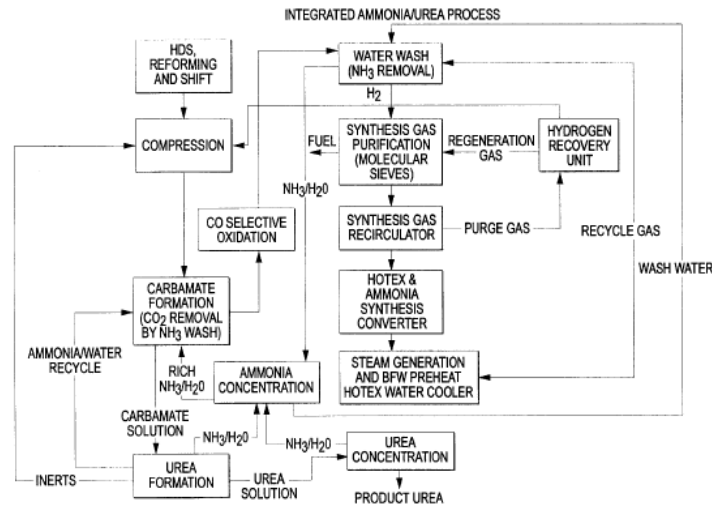 INTEGRATED AMMONIA/UREA PROCESS
HDS,
REFORMING
AND SHIFT
WATER WASH
(NH3 REMOVAL)
H2
COMPRESSION
FUEL
SYNTHESIS GAS
PURIFICATION
(MOLECULAR
SIEVES)
REGENERATION
GAS
HYDROGEN
RECOVERY
UNIT
NH3/H20
CO SELECTIVE
OXIDATION
SYNTHESIS GAS
RECIRCULATOR
PURGE GAS
RECYCLE GAS
WASH WATER
CARBAMATE
FORMATION
(CO2 REMOVAL
BY NH3 WASH)
HOTEX &
AMMONIA
SYNTHESIS
CONVERTER
AMMONIA/WATER
RECYCLE
RICH
NH3/H20
AMMONIA
CONCENTRATION
STEAM GENERATION
AND BFW PREHEAT
HOTEX WATER COOLER
CARBAMATE
SOLUTION
NH3/H20
NH3/H20
UREA
CONCENTRATION
INERTS
UREA
FORMATION
UREA
SOLUTION
PRODUCT UREA